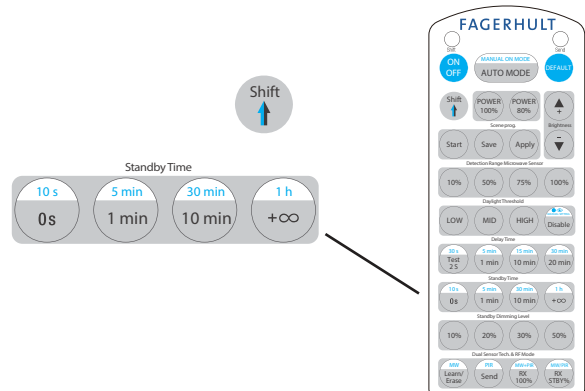 FAGERHULT
Shift
Send
ON
OFF
MANUAL ON MODE
AUTO MODE
DEFAULT
Shift
POWER
100%
POWER
80%
+
Brightness
Scene prog.
Start
Save
Apply
−
Detection Range Microwave Sensor
10%
50%
75%
100%
Daylight Threshold
LOW
MID
HIGH
Disable
Delay Time
30 s
Test
2 S
5 min
1 min
15 min
10 min
30 min
20 min
Standby Time
10 s
0s
5 min
1 min
30 min
10 min
1 h
+∞
Standby Dimming Level
10%
20%
30%
50%
Dual Sensor Tech. & RF Mode
MW
Learn/
Erase
PIR
Send
MW+PIR
RX
100%
MW/PIR
RX
STBY%
Shift
Standby Time
10 s
0s
5 min
1 min
30 min
10 min
1 h
+∞